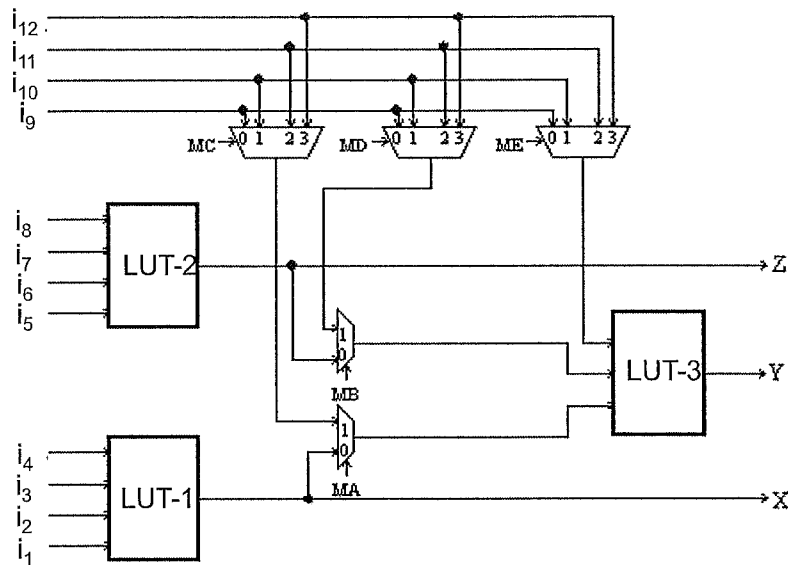 i12
i11
i10
i9
MC 0 1 2 3
MD 0 1 2 3
ME 0 1 2 3
i8
i7
i6
i5
LUT-2
Z
1
0
MB
LUT-3
Y
1
0
MA
i4
i3
i2
i1
LUT-1
X